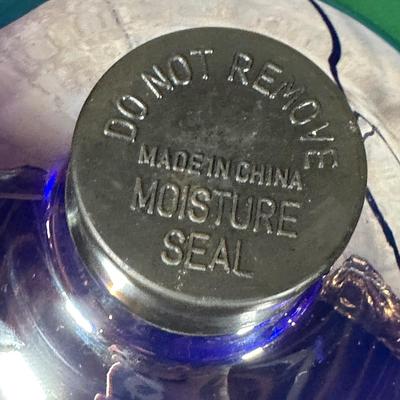 DO NOT REMOVE
MADE IN CHINA
MOISTURE
SEAL